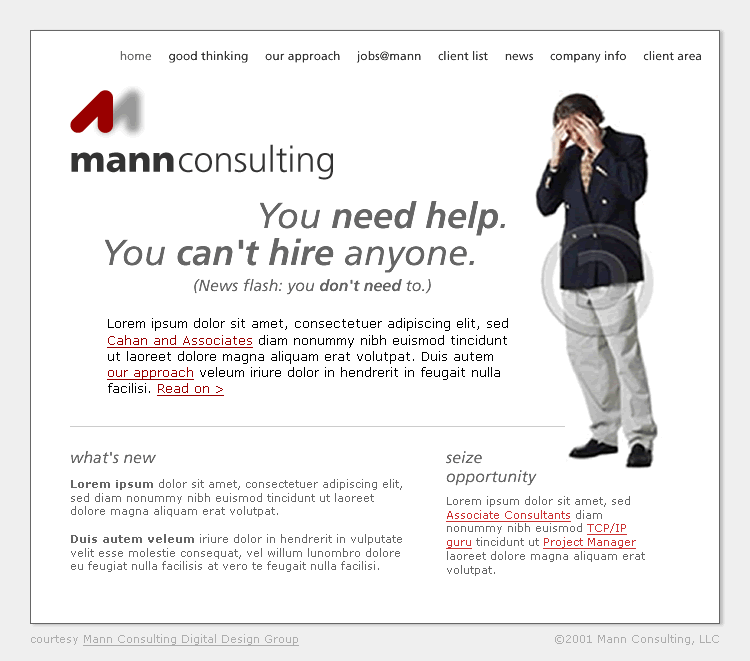 home good thinking our approach jobs@mann client list news company info client area
mannconsulting
You need help.
You can't hire anyone.
(News flash: you don't need to.)
Lorem ipsum dolor sit amet, consectetuer adipiscing elit, sed
Cahan and Associates diam nonummy nibh euismod tincidunt
ut laoreet dolore magna aliquam erat volutpat. Duis autem
our approach veleum iriure dolor in hendrerit in feugait nulla
facilisi. Read on >
what's new
Lorem ipsum dolor sit amet, consectetuer adipiscing elit,
sed diam nonummy nibh euismod tincidunt ut laoreet
dolore magna aliquam erat volutpat.
Duis autem veleum iriure dolor in hendrerit in vulputate
velit esse molestie consequat, vel willum lunombro dolore
eu feugiat nulla facilisis at vero te feugait nulla facilisi.
seize
opportunity
Lorem ipsum dolor sit amet, sed
Associate Consultants diam
nonummy nibh euismod TCP/IP
guru tincidunt ut Project Manager
laoreet dolore magna aliquam erat
volutpat.
courtesy Mann Consulting Digital Design Group
©2001 Mann Consulting, LLC